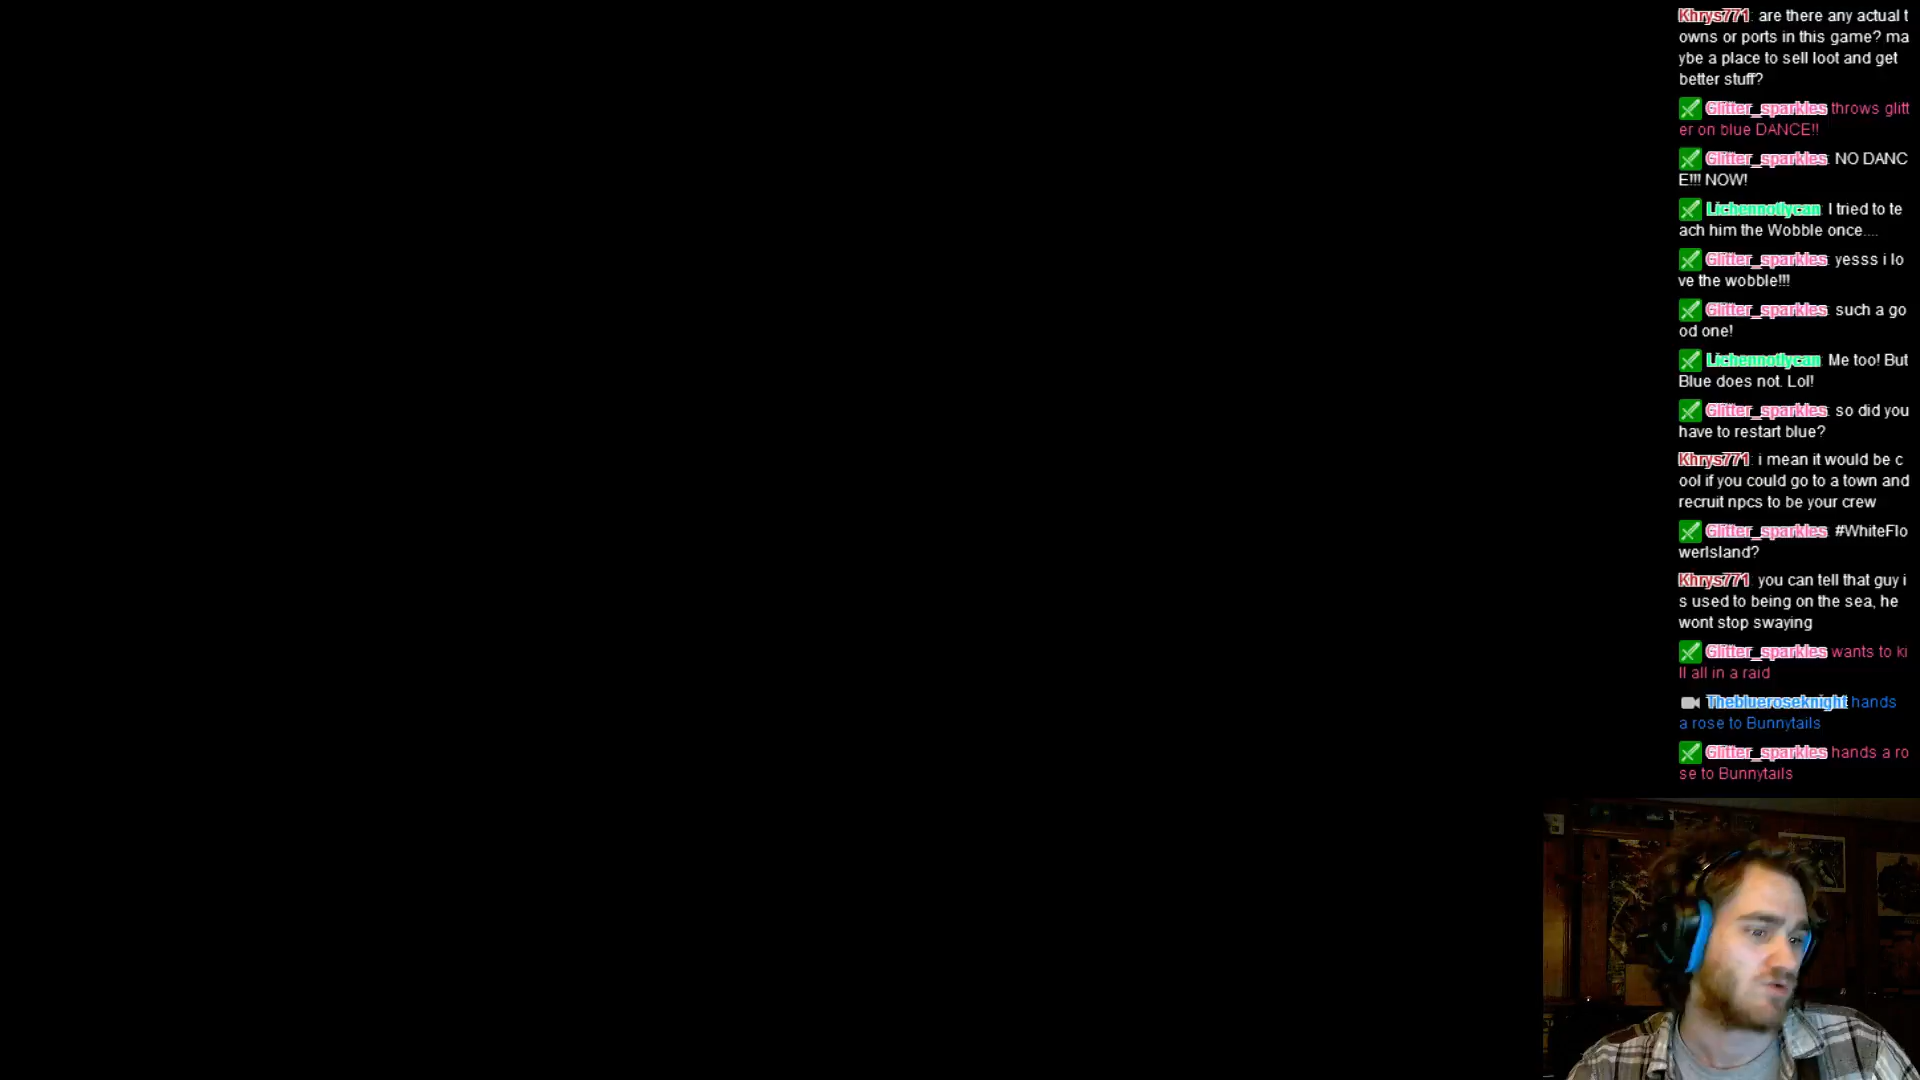 Khrys771: are there any actual t
owns or ports in this game? ma
ybe a place to sell loot and get
better stuff?
Glitter_sparkles throws glitt
er on blue DANCE!!
Glitter_sparkles: NO DANC
E!!! NOW!
Lichennotlycan: I tried to te
ach him the Wobble once....
Glitter_sparkles: yesss i lo
ve the wobble!!!
Glitter_sparkles: such a go
od one!
Lichennotlycan: Me too! But
Blue does not. Lol!
Glitter_sparkles: so did you
have to restart blue?
Khrys771: i mean it would be c
ool if you could go to a town and
recruit npcs to be your crew
Glitter_sparkles: #WhiteFlo
werIsland?
Khrys771: you can tell that guy i
s used to being on the sea, he
wont stop swaying
Glitter_sparkles wants to ki
ll all in a raid
Theblueroseknight hands
a rose to Bunnytails
Glitter_sparkles hands a ro
se to Bunnytails